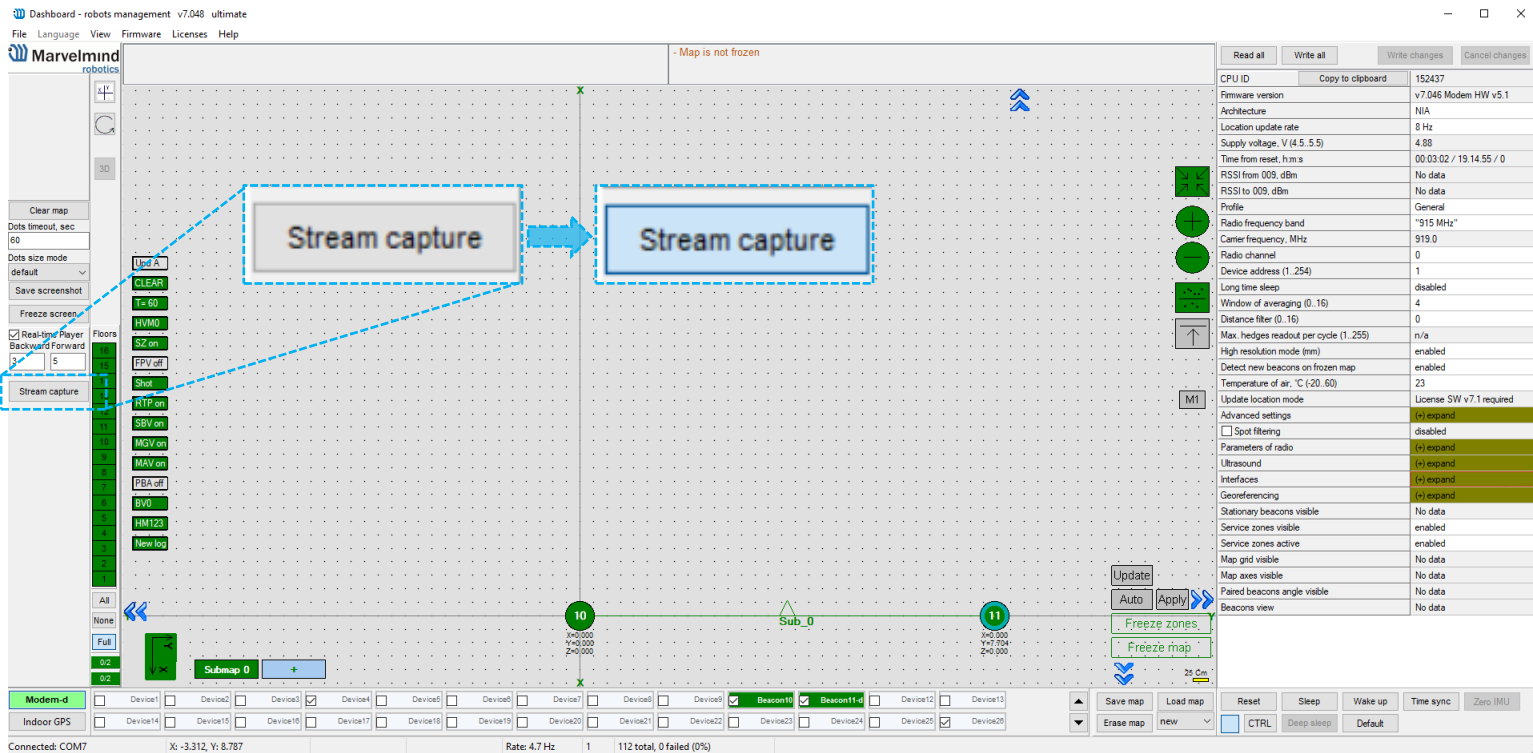 Dashboard - robots management v7.048 ultimate
File Language View Firmware Licenses Help
Marvelmind
robotics
- Map is not frozen
X
3D
Clear map
Dots timeout, sec
60
Dots size mode
default
Save screenshot
Freeze screen
Real-time Player
Backward Forward
3 5
Stream capture
Floors
16
15
12
11
10
9
8
7
6
5
4
3
2
1
All
None
Full
0/2
0/2
Upd A
CLEAR
T= 60
HVM0
SZ on
FPV off
Shot
RTP on
SBV on
MGV on
MAV on
PBA off
BV0
HM123
New log
Stream capture
Stream capture
M1
Update
Auto Apply
Freeze zones
Freeze map
25 Cm
Y
10
X=0.000
Y=0.000
Z=0.000
Sub_0
11
X=0.000
Y=7.704
Z=0.000
Y
X
Submap 0 +
X
Read all Write all Write changes Cancel changes
CPU ID Copy to clipboard 152437
Firmware version v7.046 Modem HW v5.1
Architecture NIA
Location update rate 8 Hz
Supply voltage, V (4.5..5.5) 4.88
Time from reset, h:m:s 00:03:02 / 19.14.55 / 0
RSSI from 009, dBm No data
RSSI to 009, dBm No data
Profile General
Radio frequency band "915 MHz"
Carrier frequency, MHz 919.0
Radio channel 0
Device address (1..254) 1
Long time sleep disabled
Window of averaging (0..16) 4
Distance filter (0..16) 0
Max. hedges readout per cycle (1..255) n/a
High resolution mode (mm) enabled
Detect new beacons on frozen map enabled
Temperature of air, °C (-20..60) 23
Update location mode License SW v7.1 required
Advanced settings (+) expand
Spot filtering disabled
Parameters of radio (+) expand
Ultrasound (+) expand
Interfaces (+) expand
Georeferencing (+) expand
Stationary beacons visible No data
Service zones visible enabled
Service zones active enabled
Map grid visible No data
Map axes visible No data
Paired beacons angle visible No data
Beacons view No data
Modem-d Device1 Device2 Device3 Device4 Device5 Device6 Device7 Device8 Device9 Beacon10 Beacon11-d Device12 Device13
Indoor GPS Device14 Device15 Device16 Device17 Device18 Device19 Device20 Device21 Device22 Device23 Device24 Device25 Device26
Save map Load map Reset Sleep Wake up Time sync Zero IMU
Erase map new CTRL Deep sleep Default
Connected: COM7 X: -3.312, Y: 8.787 Rate: 4.7 Hz 1 112 total, 0 failed (0%)